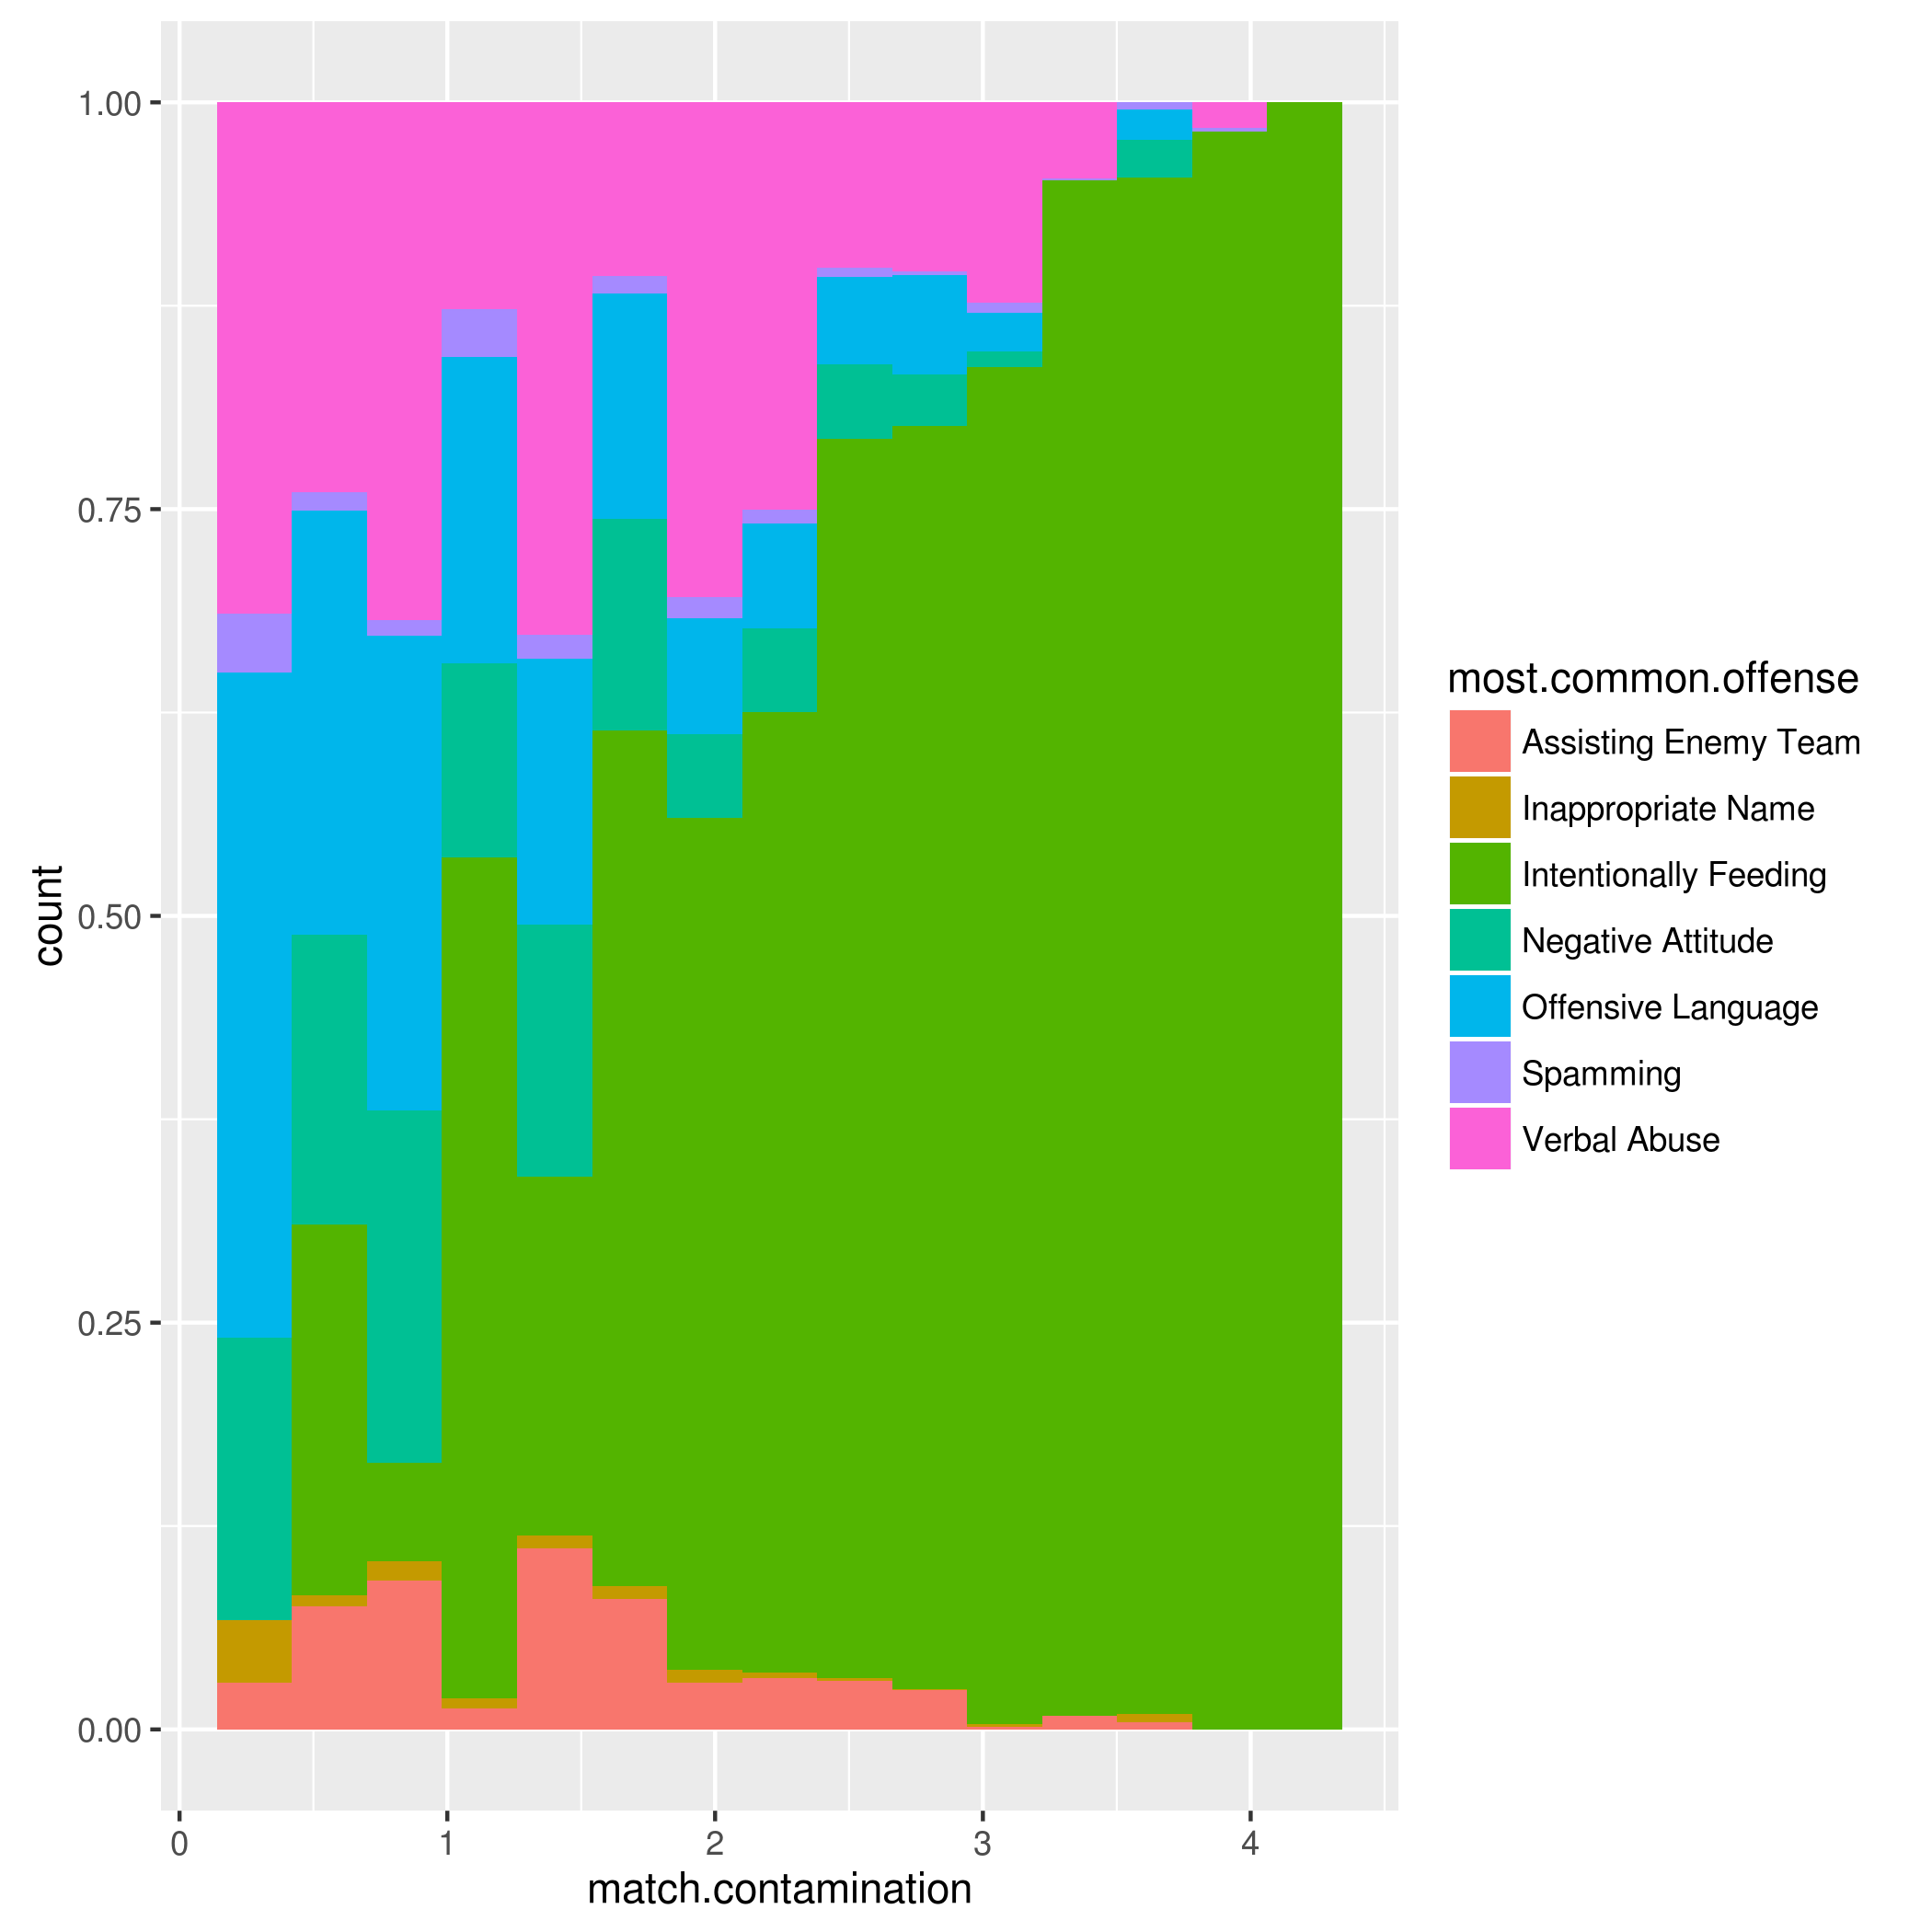 1.00
0.75
0.50
0.25
0.00
count
0
1
2
3
4
match.contamination
most.common.offense
Assisting Enemy Team
Inappropriate Name
Intentionally Feeding
Negative Attitude
Offensive Language
Spamming
Verbal Abuse